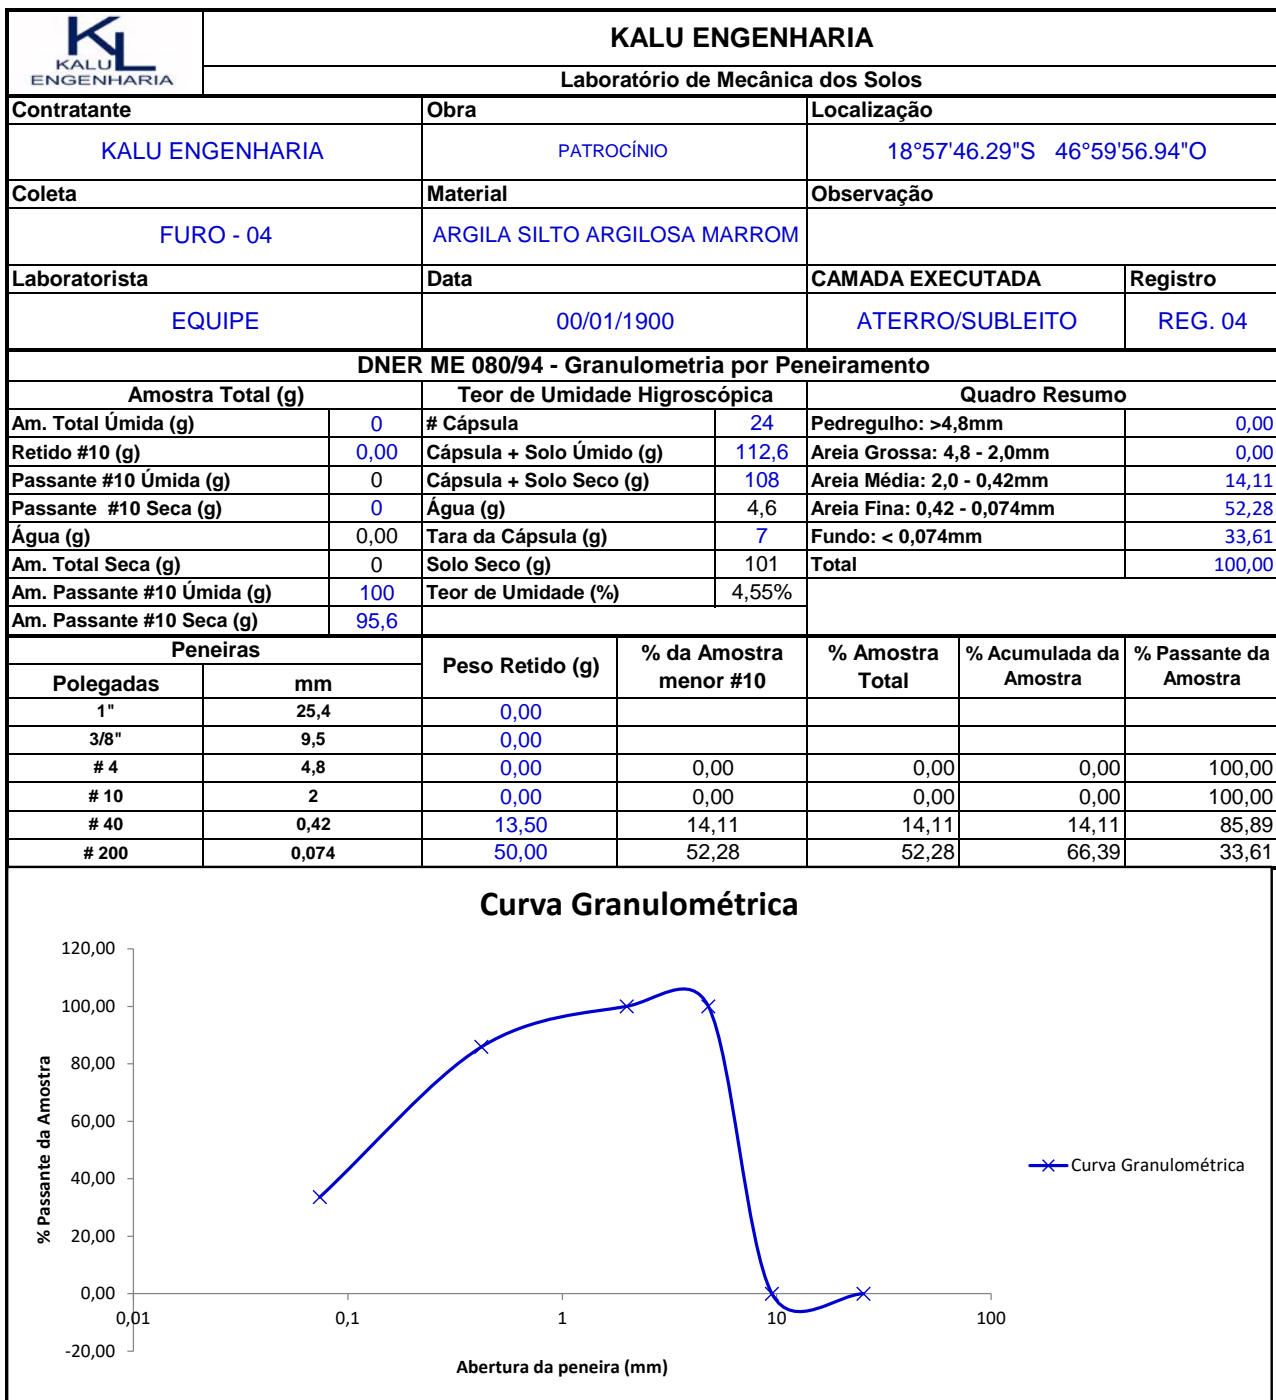 KL
KALU
ENGENHARIA
KALU ENGENHARIA
Laboratório de Mecânica dos Solos
Contratante Obra Localização
KALU ENGENHARIA PATROCÍNIO 18°57'46.29"S 46°59'56.94"O
Coleta Material Observação
FURO - 04 ARGILA SILTO ARGILOSA MARROM
Laboratorista Data CAMADA EXECUTADA Registro
EQUIPE 00/01/1900 ATERRO/SUBLEITO REG. 04
DNER ME 080/94 - Granulometria por Peneiramento
Amostra Total (g) Teor de Umidade Higroscópica Quadro Resumo
Am. Total Úmida (g) 0 # Cápsula 24 Pedregulho: >4,8mm 0,00
Retido #10 (g) 0,00 Cápsula + Solo Úmido (g) 112,6 Areia Grossa: 4,8 - 2,0mm 0,00
Passante #10 Úmida (g) 0 Cápsula + Solo Seco (g) 108 Areia Média: 2,0 - 0,42mm 14,11
Passante #10 Seca (g) 0 Água (g) 4,6 Areia Fina: 0,42 - 0,074mm 52,28
Água (g) 0,00 Tara da Cápsula (g) 7 Fundo: < 0,074mm 33,61
Am. Total Seca (g) 0 Solo Seco (g) 101 Total 100,00
Am. Passante #10 Úmida (g) 100 Teor de Umidade (%) 4,55%
Am. Passante #10 Seca (g) 95,6
Peneiras Peso Retido (g) % da Amostra menor #10 % Amostra Total % Acumulada da Amostra % Passante da Amostra
Polegadas mm
1" 25,4 0,00
3/8" 9,5 0,00
# 4 4,8 0,00 0,00 0,00 0,00 100,00
# 10 2 0,00 0,00 0,00 0,00 100,00
# 40 0,42 13,50 14,11 14,11 14,11 85,89
# 200 0,074 50,00 52,28 52,28 66,39 33,61
Curva Granulométrica
120,00
100,00
80,00
60,00
40,00
20,00
0,00
-20,00
% Passante da Amostra
0,01 0,1 1 10 100
Abertura da peneira (mm)
Curva Granulométrica